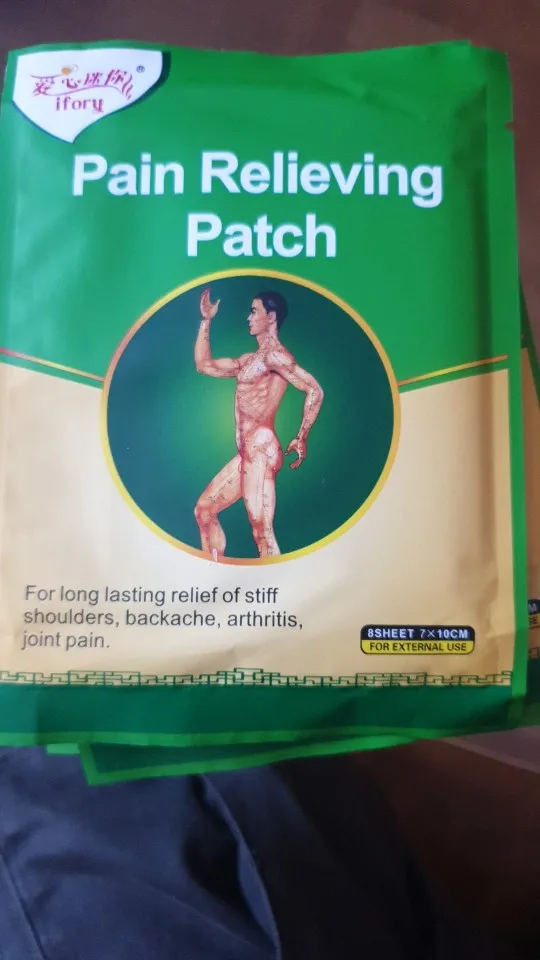 爱心迷你®
ifory
Pain Relieving
Patch
For long lasting relief of stiff
shoulders, backache, arthritis,
joint pain.
8SHEET 7×10CM
FOR EXTERNAL USE